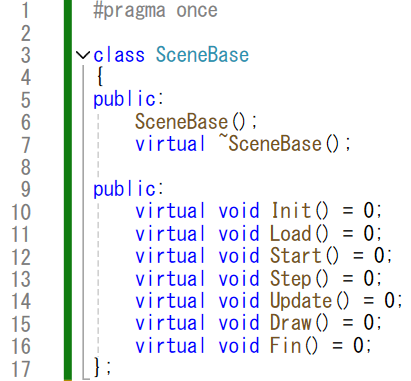 1 #pragma once
2
3 class SceneBase
4 {
5 public:
6 SceneBase();
7 virtual ~SceneBase();
8
9 public:
10 virtual void Init() = 0;
11 virtual void Load() = 0;
12 virtual void Start() = 0;
13 virtual void Step() = 0;
14 virtual void Update() = 0;
15 virtual void Draw() = 0;
16 virtual void Fin() = 0;
17 };